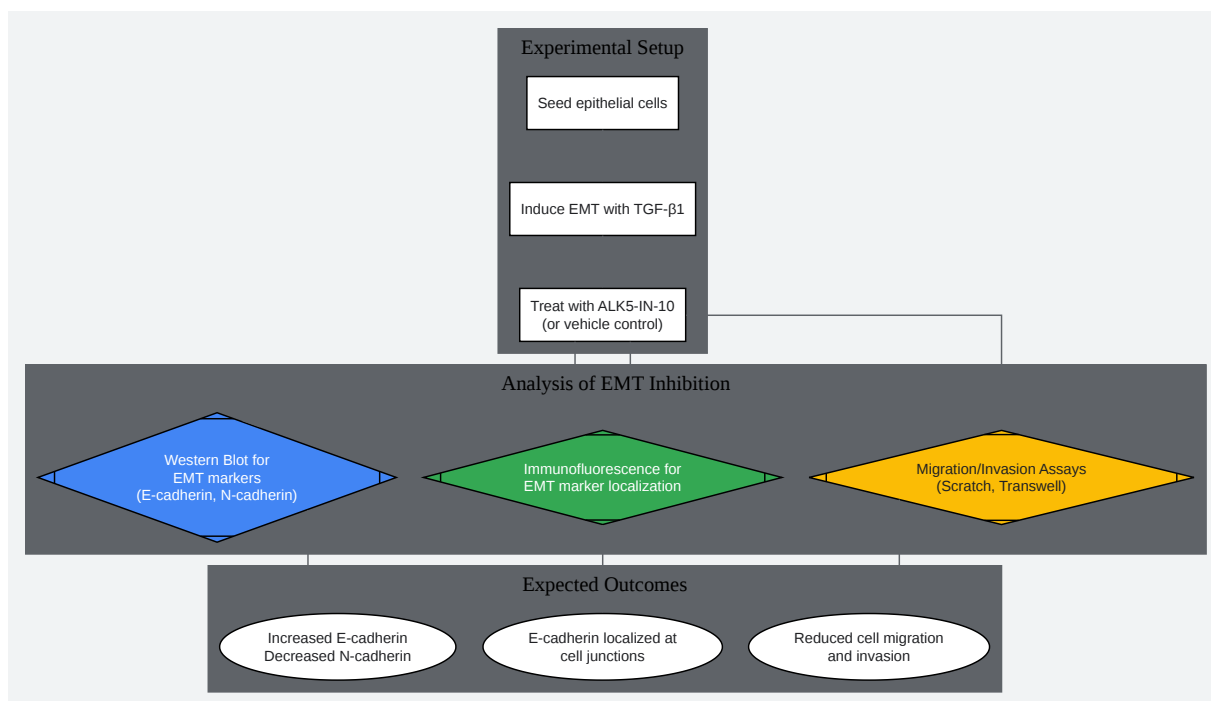 Experimental Setup
Seed epithelial cells
Induce EMT with TGF-β1
Treat with ALK5-IN-10
(or vehicle control)
Analysis of EMT Inhibition
Western Blot for
EMT markers
(E-cadherin, N-cadherin)
Immunofluorescence for
EMT marker localization
Migration/Invasion Assays
(Scratch, Transwell)
Expected Outcomes
Increased E-cadherin
Decreased N-cadherin
E-cadherin localized at
cell junctions
Reduced cell migration
and invasion